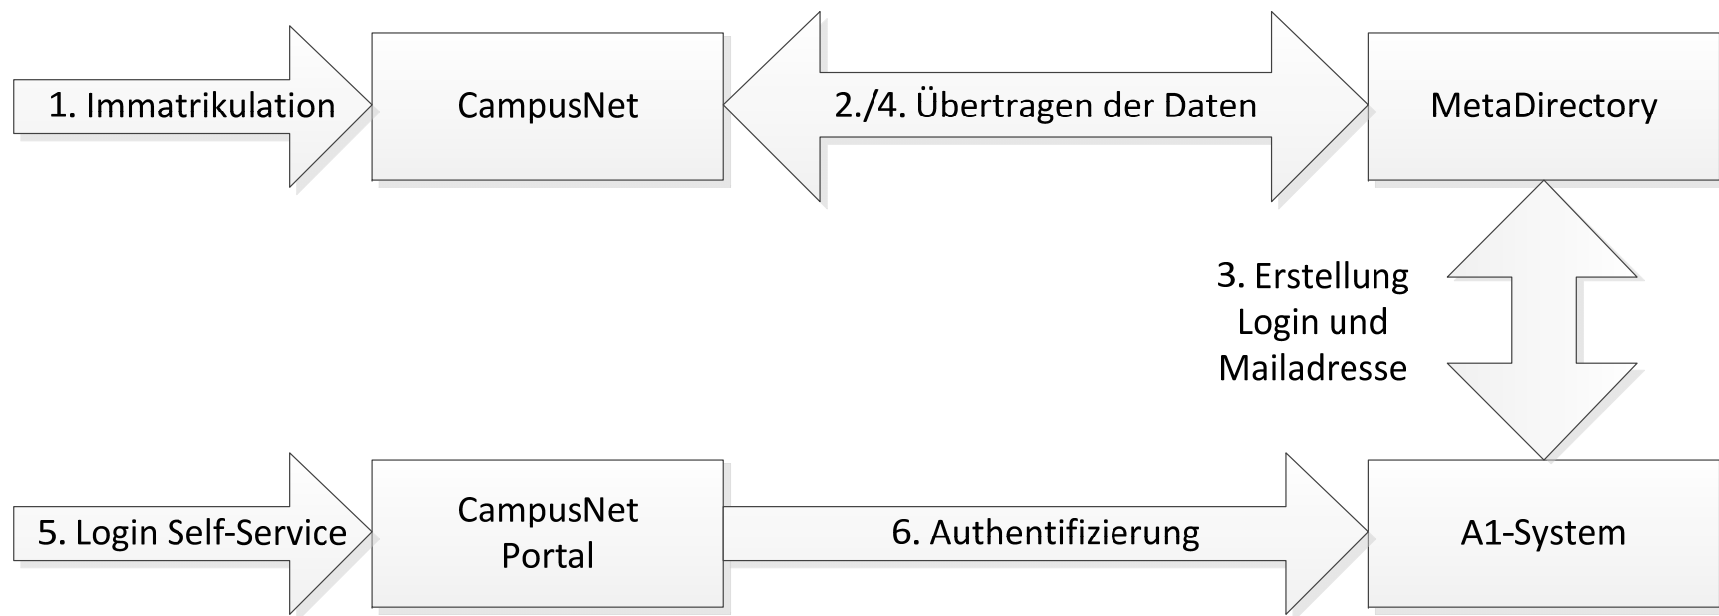 1. Immatrikulation
CampusNet
2./4. Übertragen der Daten
MetaDirectory
3. Erstellung
Login und
Mailadresse
5. Login Self-Service
CampusNet
Portal
6. Authentifizierung
A1-System